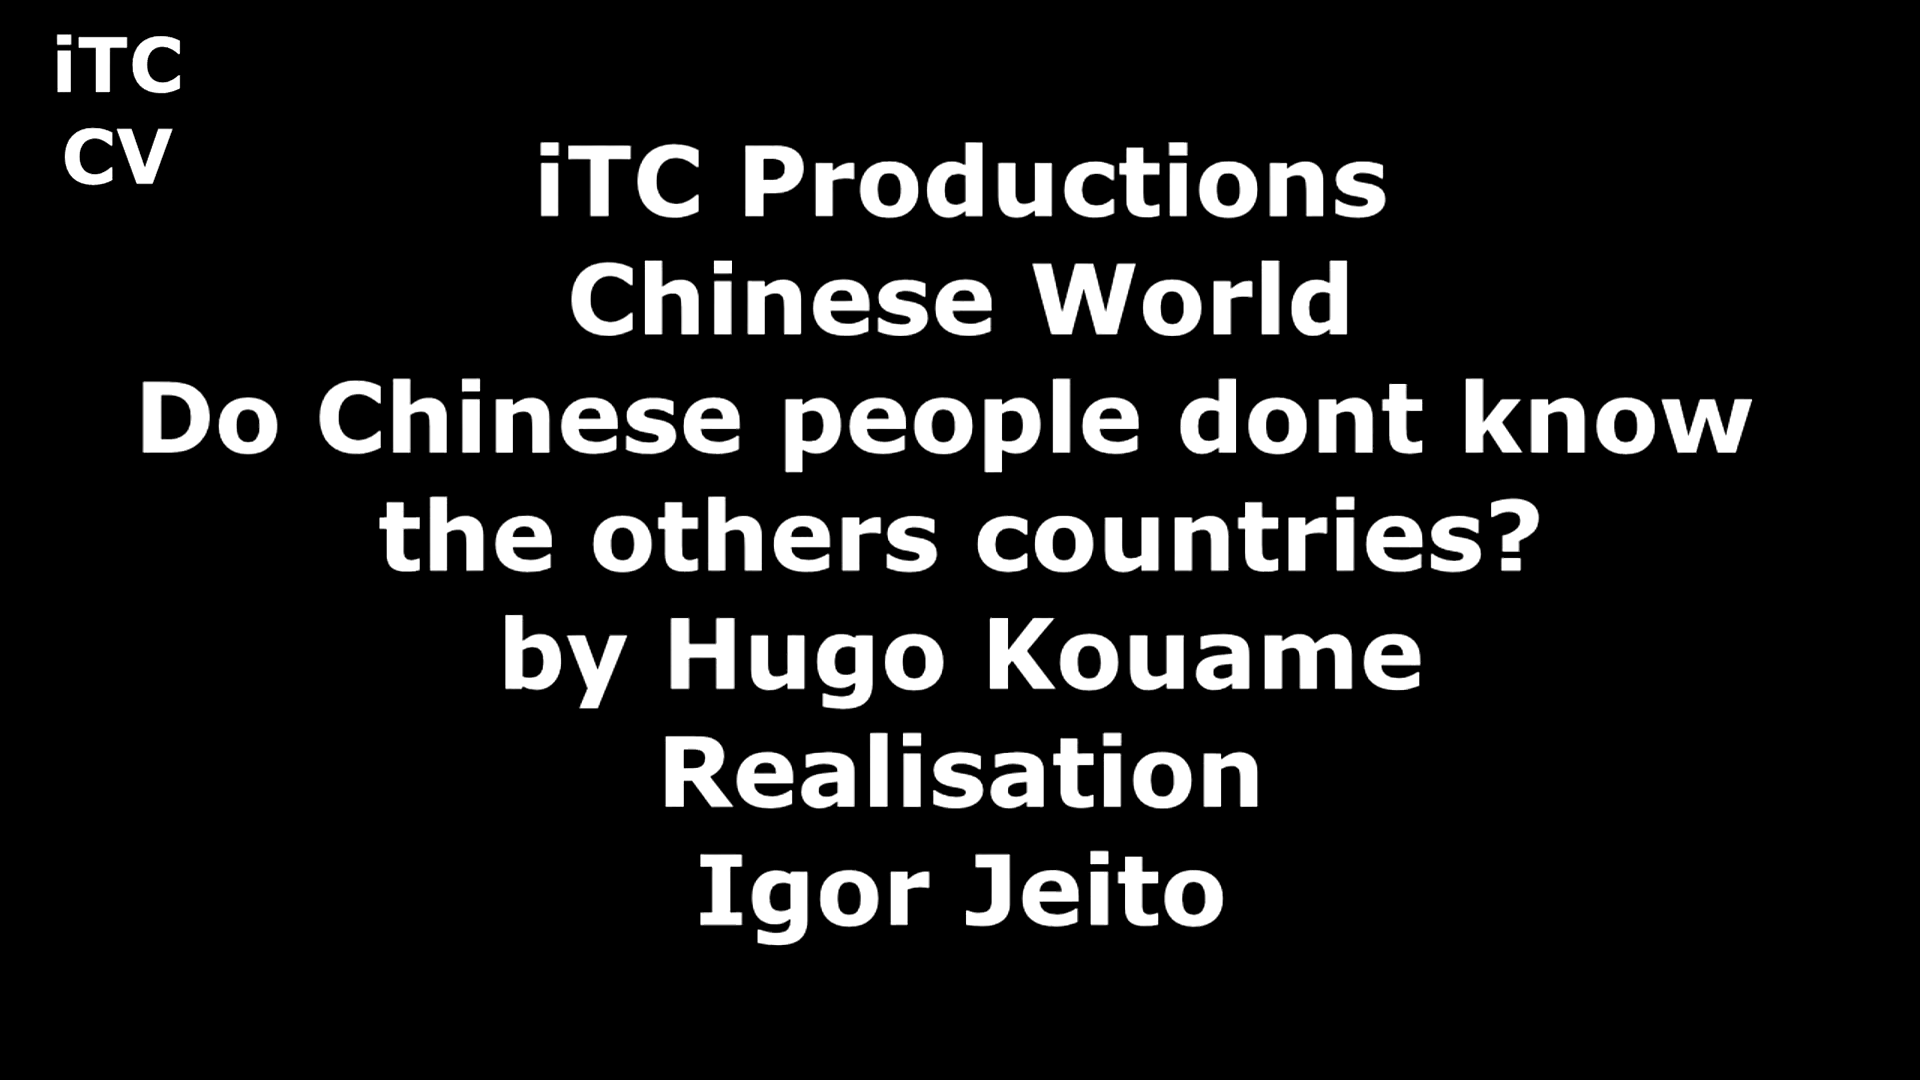 iTC
CV
iTC Productions
Chinese World
Do Chinese people dont know
the others countries?
by Hugo Kouame
Realisation
Igor Jeito